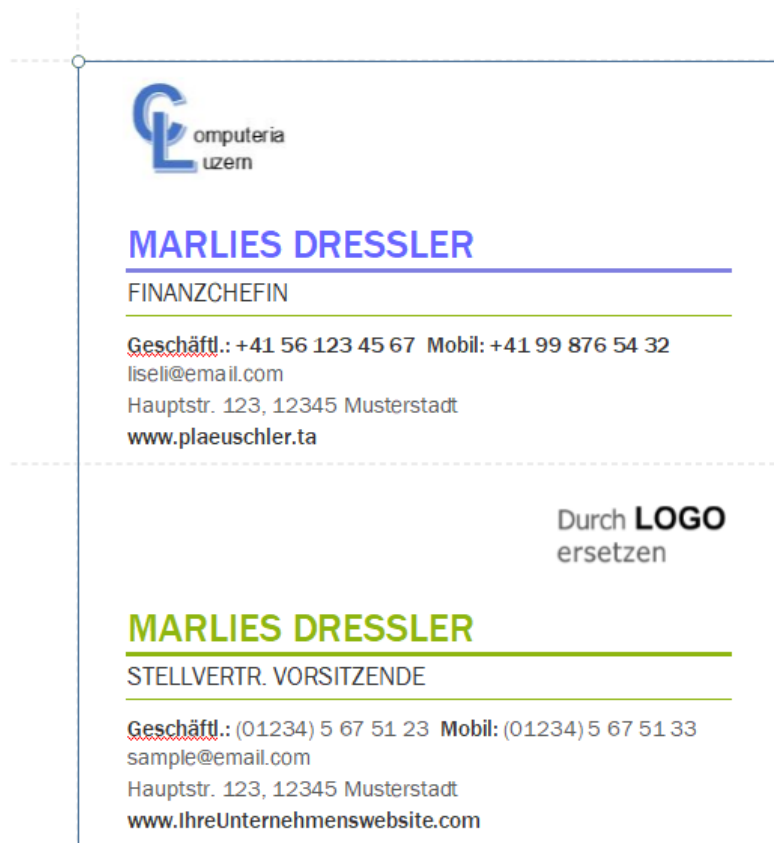 Computeria
Luzern
MARLIES DRESSLER
FINANZCHEFIN
Geschäftl.: +41 56 123 45 67 Mobil: +41 99 876 54 32
liseli@email.com
Hauptstr. 123, 12345 Musterstadt
www.plaeuschler.ta
Durch LOGO
ersetzen
MARLIES DRESSLER
STELLVERTR. VORSITZENDE
Geschäftl.: (01234) 5 67 51 23 Mobil: (01234) 5 67 51 33
sample@email.com
Hauptstr. 123, 12345 Musterstadt
www.IhreUnternehmenswebsite.com